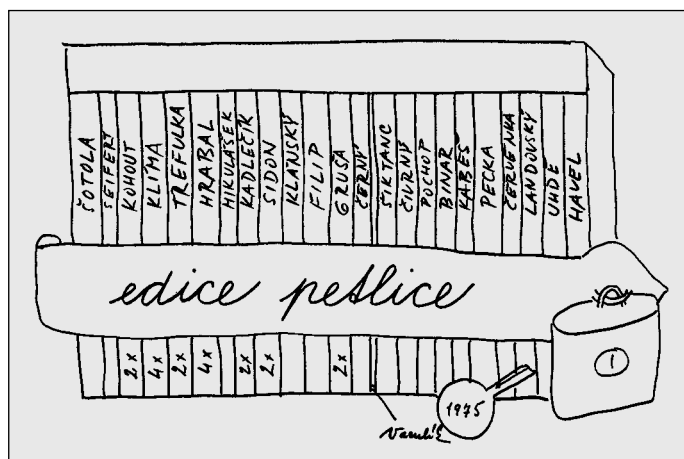 ŠOTOLA
SEIFERT
KOHOUT
KLÍMA
TREFULKA
HRABAL
MIKULÁŠEK
KADLEČÍK
SIDON
KLÁNSKÝ
FILIP
GRUŠA
ČERNÝ
ŠIKTANC
ČIVRNÝ
POCHOP
BINAR
KABEŠ
PECKA
ČERVENKA
LANDOVSKÝ
UHDE
HAVEL
edice petlice
2x
4x
2x
4x
2x
2x
2x
1
1975
Vaculík